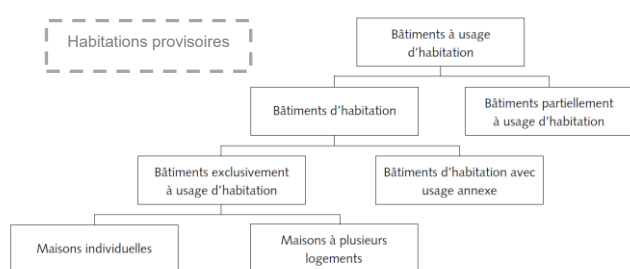 Habitations provisoires
Bâtiments à usage
d'habitation
Bâtiments d'habitation
Bâtiments partiellement
à usage d'habitation
Bâtiments exclusivement
à usage d'habitation
Bâtiments d'habitation avec
usage annexe
Maisons individuelles
Maisons à plusieurs
logements